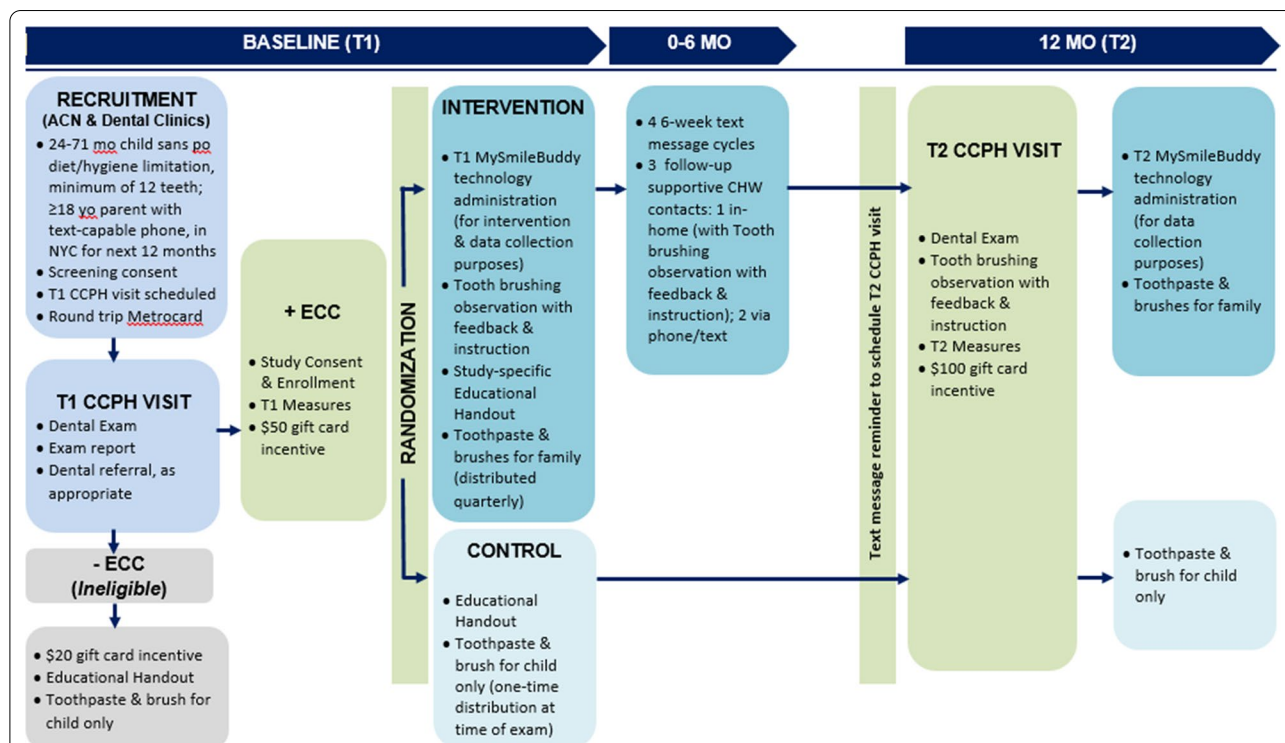 BASELINE (T1)
0-6 MO
12 MO (T2)
RECRUITMENT
(ACN & Dental Clinics)
● 24-71 mo child sans po
diet/hygiene limitation,
minimum of 12 teeth;
≥18 yo parent with
text-capable phone, in
NYC for next 12 months
● Screening consent
● T1 CCPH visit scheduled
● Round trip Metrocard
T1 CCPH VISIT
● Dental Exam
● Exam report
● Dental referral, as
appropriate
- ECC
(Ineligible)
● $20 gift card incentive
● Educational Handout
● Toothpaste & brush for
child only
+ ECC
● Study Consent
& Enrollment
● T1 Measures
● $50 gift card
incentive
RANDOMIZATION
INTERVENTION
● T1 MySmileBuddy
technology
administration
(for intervention
& data collection
purposes)
● Tooth brushing
observation with
feedback &
instruction
● Study-specific
Educational
Handout
● Toothpaste &
brushes for family
(distributed
quarterly)
CONTROL
● Educational
Handout
● Toothpaste &
brush for child
only (one-time
distribution at
time of exam)
● 4 6-week text
message cycles
● 3 follow-up
supportive CHW
contacts: 1 in-
home (with Tooth
brushing
observation with
feedback &
instruction); 2 via
phone/text
Text message reminder to schedule T2 CCPH visit
T2 CCPH VISIT
● Dental Exam
● Tooth brushing
observation with
feedback &
instruction
● T2 Measures
● $100 gift card
incentive
● T2 MySmileBuddy
technology
administration
(for data
collection
purposes)
● Toothpaste &
brushes for family
● Toothpaste &
brush for child
only